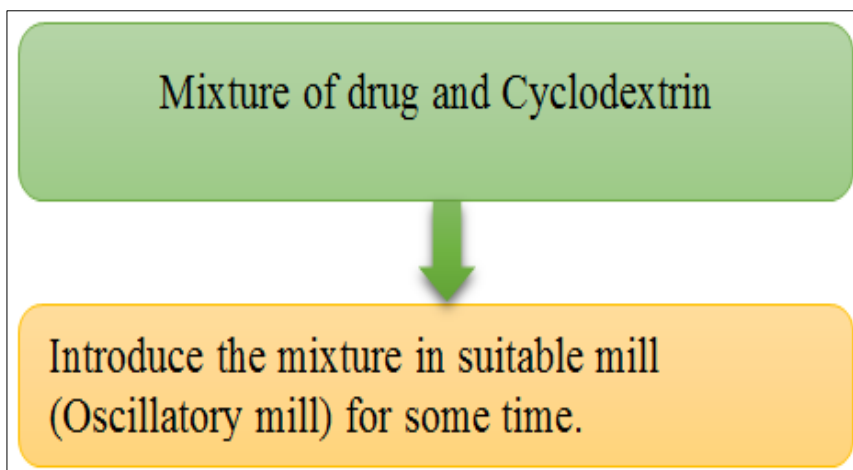 Mixture of drug and Cyclodextrin
Introduce the mixture in suitable mill
(Oscillatory mill) for some time.